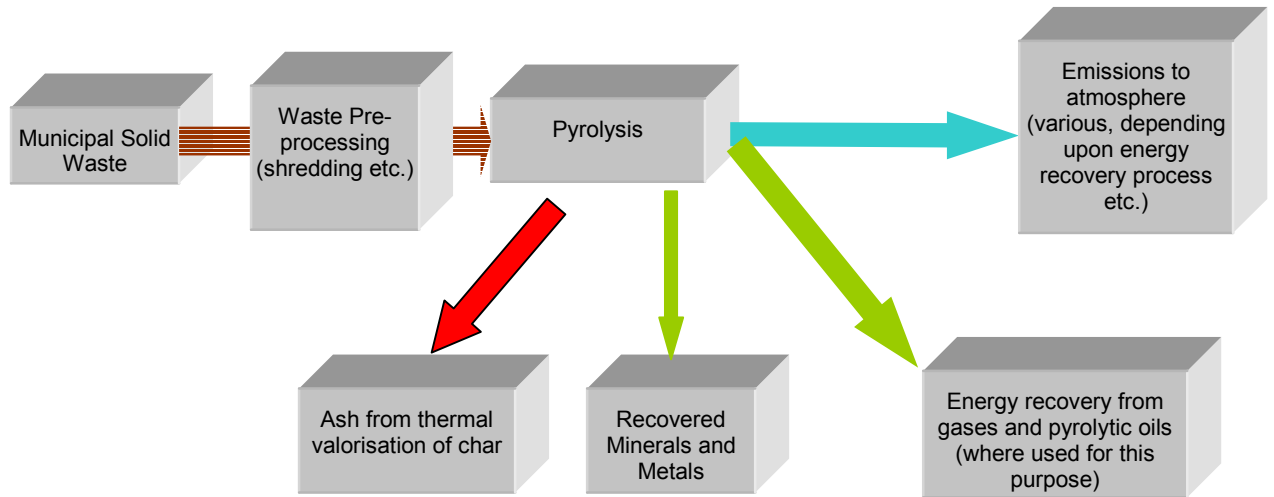 Municipal Solid
Waste
Waste Pre-
processing
(shredding etc.)
Pyrolysis
Emissions to
atmosphere
(various, depending
upon energy
recovery process
etc.)
Ash from thermal
valorisation of char
Recovered
Minerals and
Metals
Energy recovery from
gases and pyrolytic oils
(where used for this
purpose)